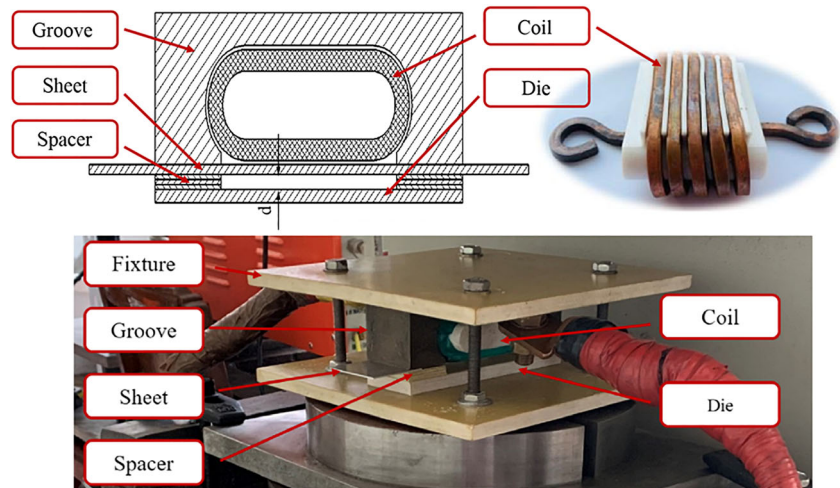 Groove
Coil
Sheet
Die
Spacer
d
Fixture
Groove
Coil
Sheet
Die
Spacer